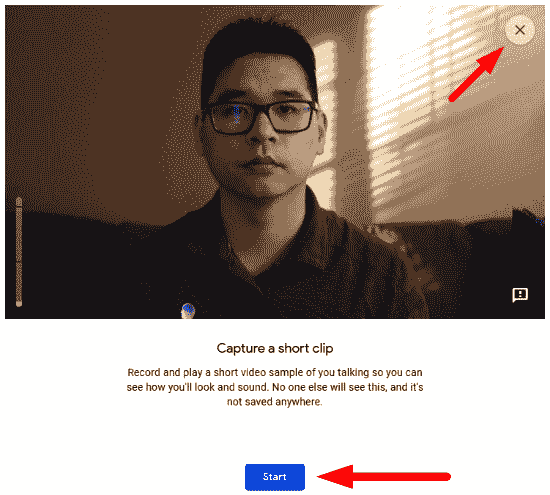 Capture a short clip
Record and play a short video sample of you talking so you can
see how you'll look and sound. No one else will see this, and it's
not saved anywhere.
Start